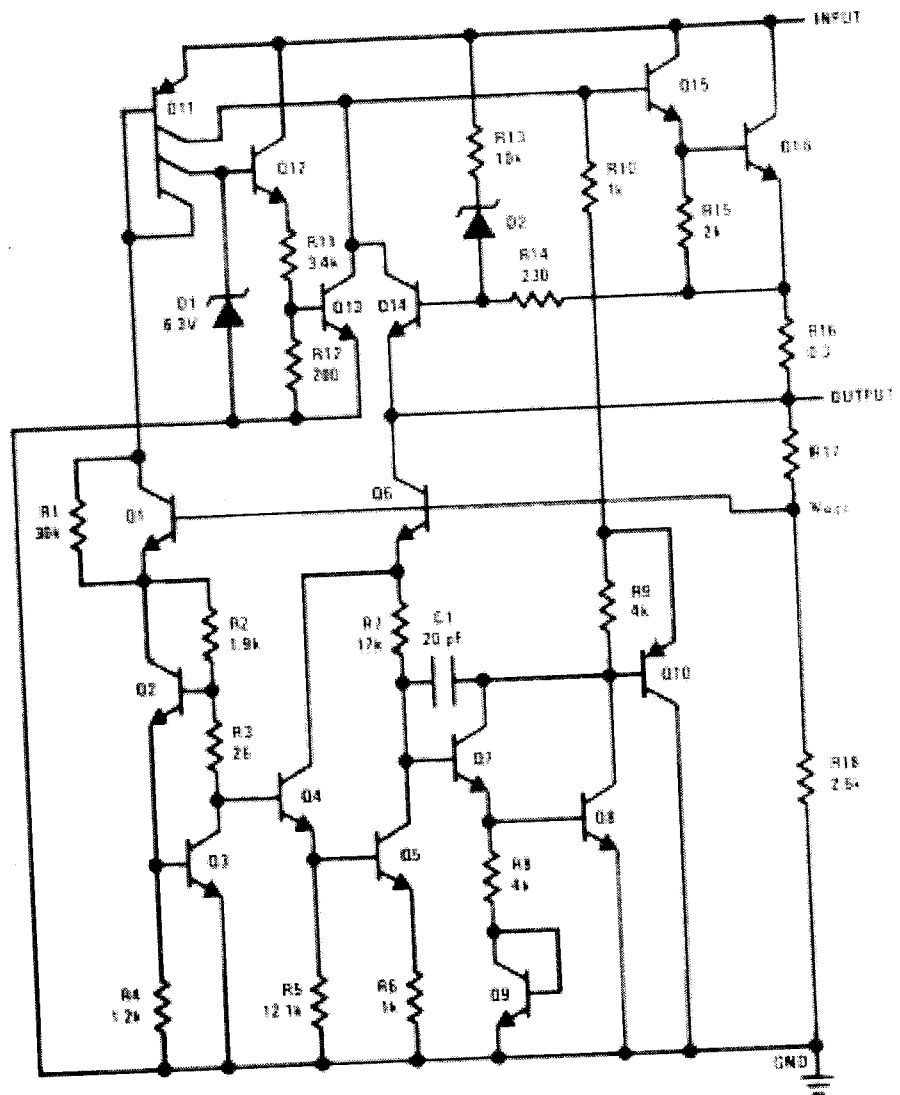 INPUT
Q11
Q15
R13
18k
Q16
Q12
R10
1k
R15
2k
D2
R11
3.4k
R14
230
D1
6.3V
Q13
Q14
R16
R12
200
OUTPUT
R17
R1
30k
Q1
Q6
R2
1.9k
R7
17k
C1
20 pF
R9
4k
Q10
Q2
R3
26
Q4
Q7
R18
2.6k
Q3
Q5
Q8
R8
4k
R4
1.2k
R5
12.1k
R6
1k
Q9
GND